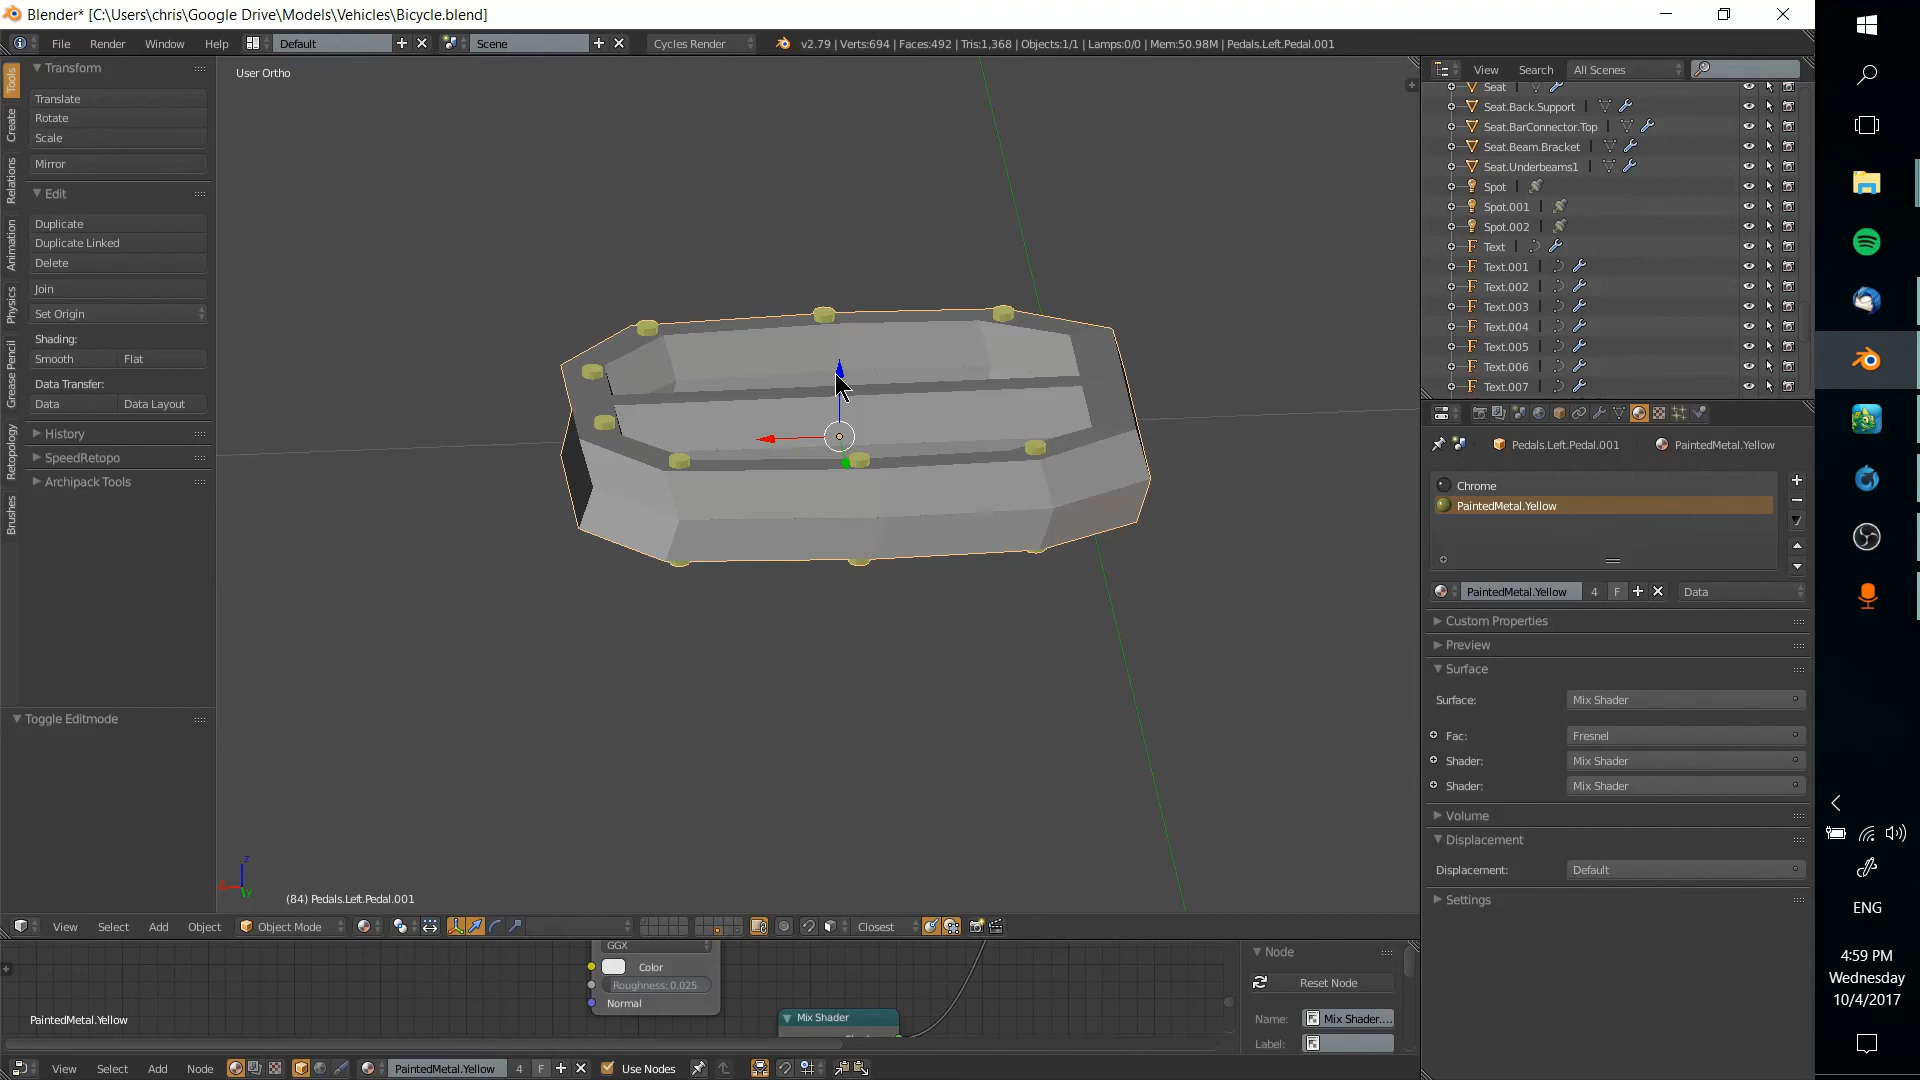 Blender* [C:\Users\chris\Google Drive\Models\Vehicles\Bicycle.blend]
File Render Window Help Default Scene Cycles Render v2.79 | Verts:694 | Faces:492 | Tris:1,368 | Objects:1/1 | Lamps:0/0 | Mem:50.98M | Pedals.Left.Pedal.001
Tools
Create
Relations
Animation
Physics
Grease Pencil
Retopology
Brushes
Transform
Translate
Rotate
Scale
Mirror
Edit
Duplicate
Duplicate Linked
Delete
Join
Set Origin
Shading:
Smooth Flat
Data Transfer:
Data Data Layout
History
SpeedRetopo
Archipack Tools
Toggle Editmode
User Ortho
(84) Pedals.Left.Pedal.001
View Select Add Object Object Mode Closest
GGX
Color
Roughness: 0.025
Normal
Mix Shader
PaintedMetal.Yellow
Node
Reset Node
Name: Mix Shader....
Label:
View Select Add Node PaintedMetal.Yellow 4 F Use Nodes
View Search All Scenes
Seat
Seat.Back.Support
Seat.BarConnector.Top
Seat.Beam.Bracket
Seat.Underbeams1
Spot
Spot.001
Spot.002
Text
Text.001
Text.002
Text.003
Text.004
Text.005
Text.006
Text.007
Pedals.Left.Pedal.001 PaintedMetal.Yellow
Chrome
PaintedMetal.Yellow
PaintedMetal.Yellow 4 F Data
Custom Properties
Preview
Surface
Surface: Mix Shader
Fac: Fresnel
Shader: Mix Shader
Shader: Mix Shader
Volume
Displacement
Displacement: Default
Settings
ENG
4:59 PM
Wednesday
10/4/2017